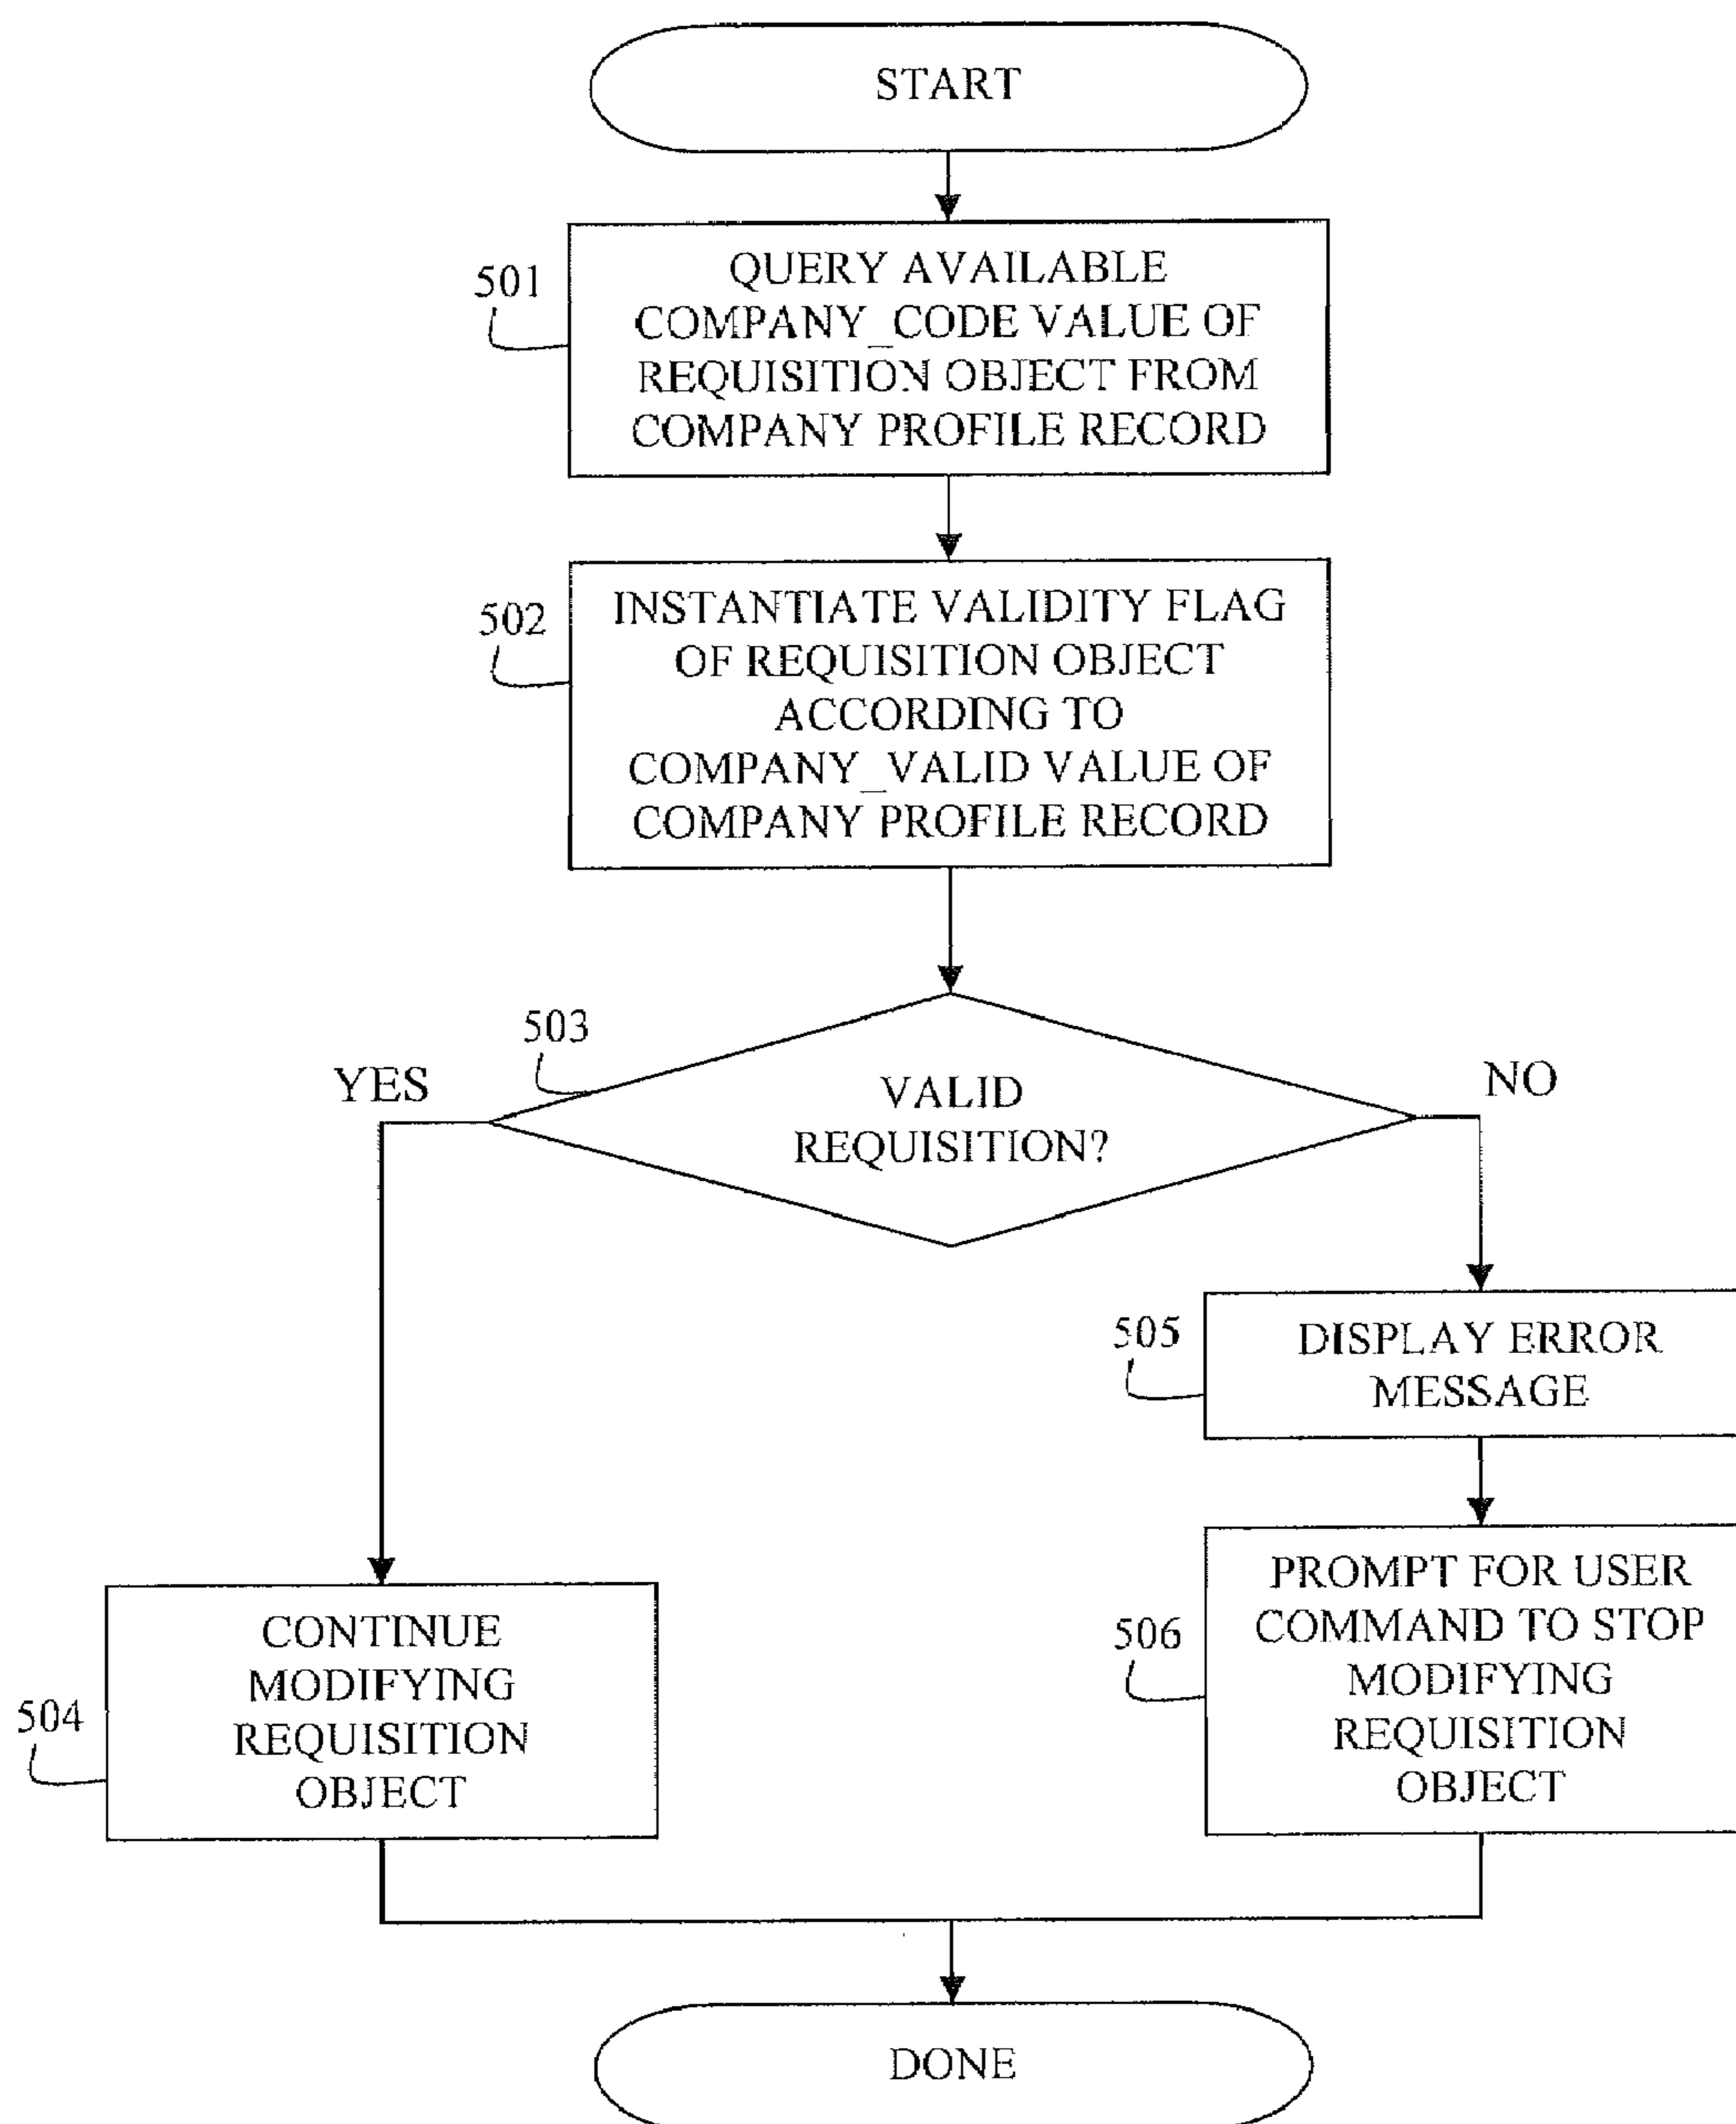 START
501
QUERY AVAILABLE
COMPANY_CODE VALUE OF
REQUISITION OBJECT FROM
COMPANY PROFILE RECORD
502
INSTANTIATE VALIDITY FLAG
OF REQUISITION OBJECT
ACCORDING TO
COMPANY_VALID VALUE OF
COMPANY PROFILE RECORD
503
YES
VALID
REQUISITION?
NO
505
DISPLAY ERROR
MESSAGE
504
CONTINUE
MODIFYING
REQUISITION
OBJECT
506
PROMPT FOR USER
COMMAND TO STOP
MODIFYING
REQUISITION
OBJECT
DONE